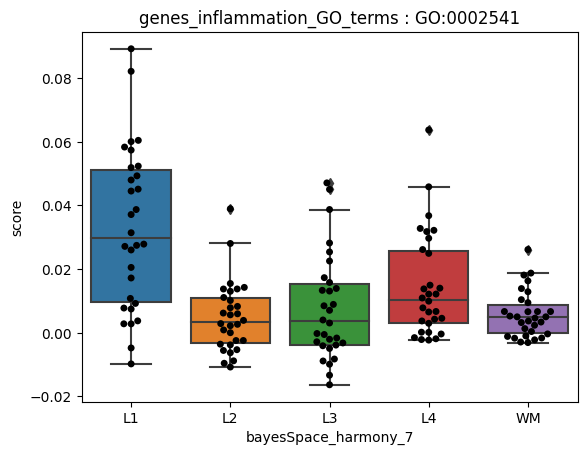 genes_inflammation_GO_terms : GO:0002541
score
0.08
0.06
0.04
0.02
0.00
−0.02
L1 L2 L3 L4 WM
bayesSpace_harmony_7